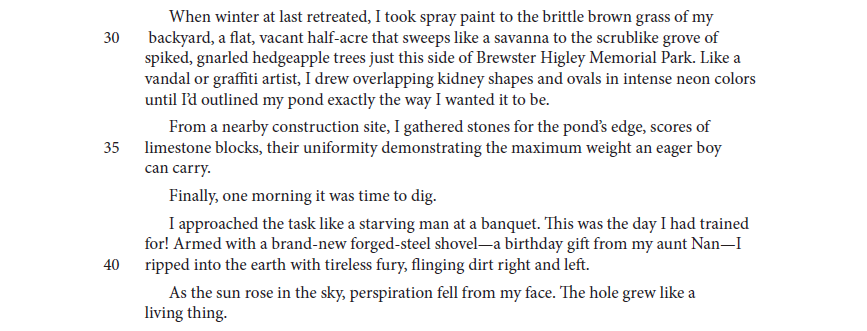 When winter at last retreated, I took spray paint to the brittle brown grass of my
30 backyard, a flat, vacant half-acre that sweeps like a savanna to the scrublike grove of
spiked, gnarled hedgeapple trees just this side of Brewster Higley Memorial Park. Like a
vandal or graffiti artist, I drew overlapping kidney shapes and ovals in intense neon colors
until I’d outlined my pond exactly the way I wanted it to be.
From a nearby construction site, I gathered stones for the pond’s edge, scores of
35 limestone blocks, their uniformity demonstrating the maximum weight an eager boy
can carry.
Finally, one morning it was time to dig.
I approached the task like a starving man at a banquet. This was the day I had trained
for! Armed with a brand-new forged-steel shovel—a birthday gift from my aunt Nan—I
40 ripped into the earth with tireless fury, flinging dirt right and left.
As the sun rose in the sky, perspiration fell from my face. The hole grew like a
living thing.